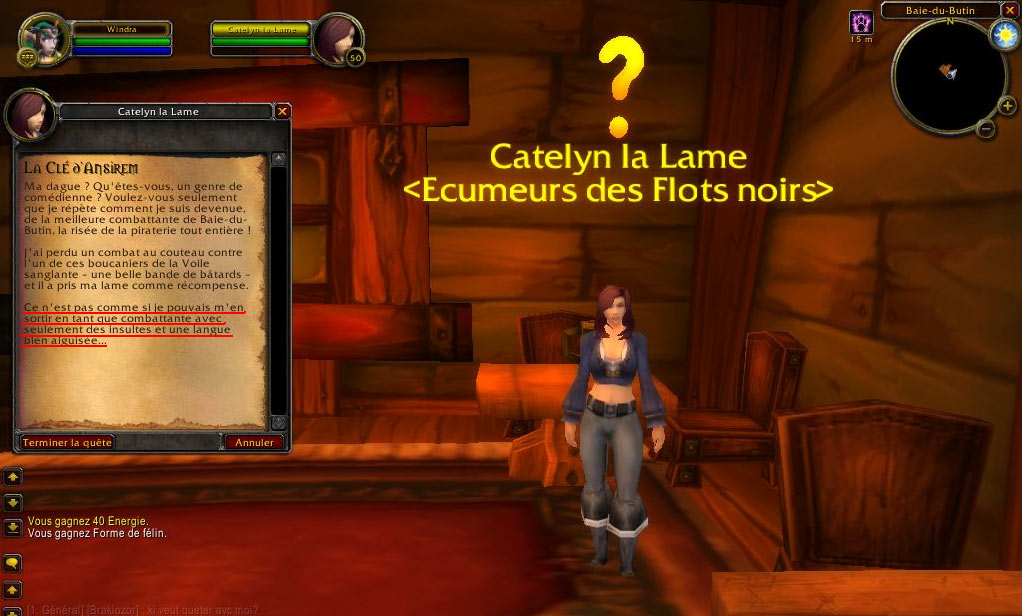 Windra
Catelyn la Lame
50
Baie-du-Butin
N
15 m
Catelyn la Lame
La Clé d'Ansirem
Ma dague ? Qu'êtes-vous, un genre de
comédienne ? Voulez-vous seulement
que je répète comment je suis devenue,
de la meilleure combattante de Baie-du-
Butin, la risée de la piraterie tout entière !
J'ai perdu un combat au couteau contre
l'un de ces boucaniers de la Voile
sanglante - une belle bande de bâtards -
et il a pris ma lame comme récompense.
Ce n'est pas comme si je pouvais m'en
sortir en tant que combattante avec
seulement des insultes et une langue
bien aiguisée...
Terminer la quête
Annuler
Catelyn la Lame
<Ecumeurs des Flots noirs>
Vous gagnez 40 Energie.
Vous gagnez Forme de félin.
[1. Général] [Braklozor] : ki veut queter avc moi?